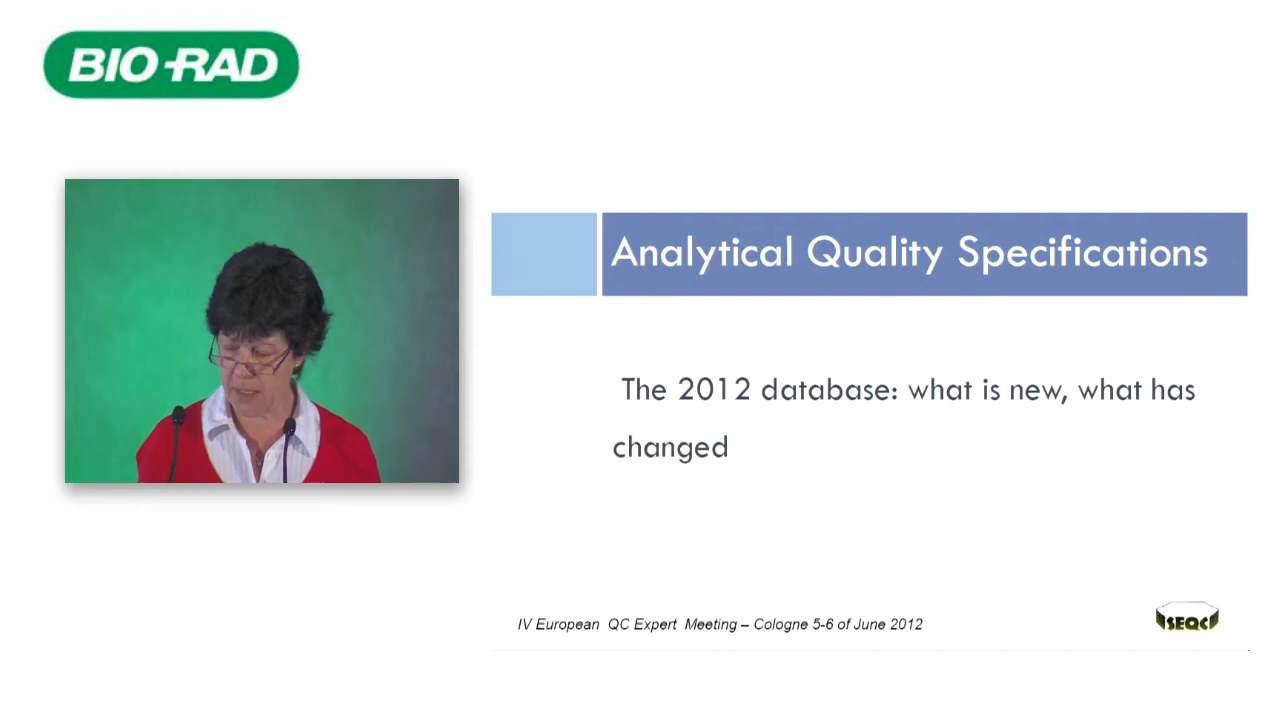 BIO-RAD
Analytical Quality Specifications
The 2012 database: what is new, what has
changed
IV European QC Expert Meeting – Cologne 5-6 of June 2012
SEQC